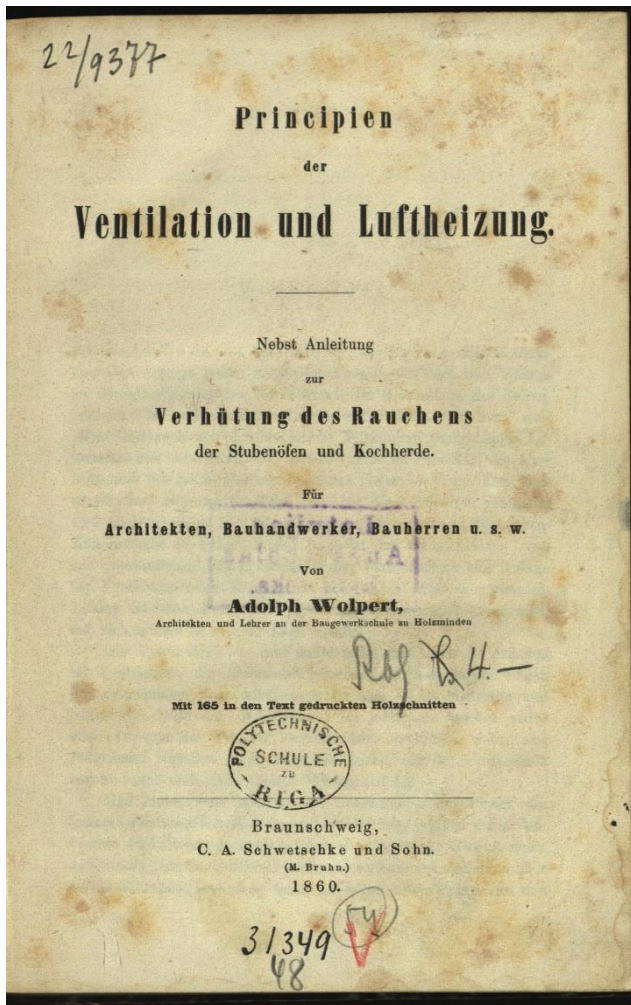 22/9377
Principien
der
Ventilation und Luftheizung.
Nebst Anleitung
zur
Verhütung des Rauchens
der Stubenöfen und Kochherde.
Für
Architekten, Bauhandwerker, Bauherren u. s. w.
Von
Adolph Wolpert,
Architekten und Lehrer an der Baugewerkschule zu Holzminden
4.—
Mit 165 in den Text gedruckten Holzschnitten
POLYTECHNISCHE
SCHULE
ZU
RIGA
Braunschweig,
C. A. Schwetschke und Sohn.
(M. Bruhn.)
1860.
54
31349
V
48